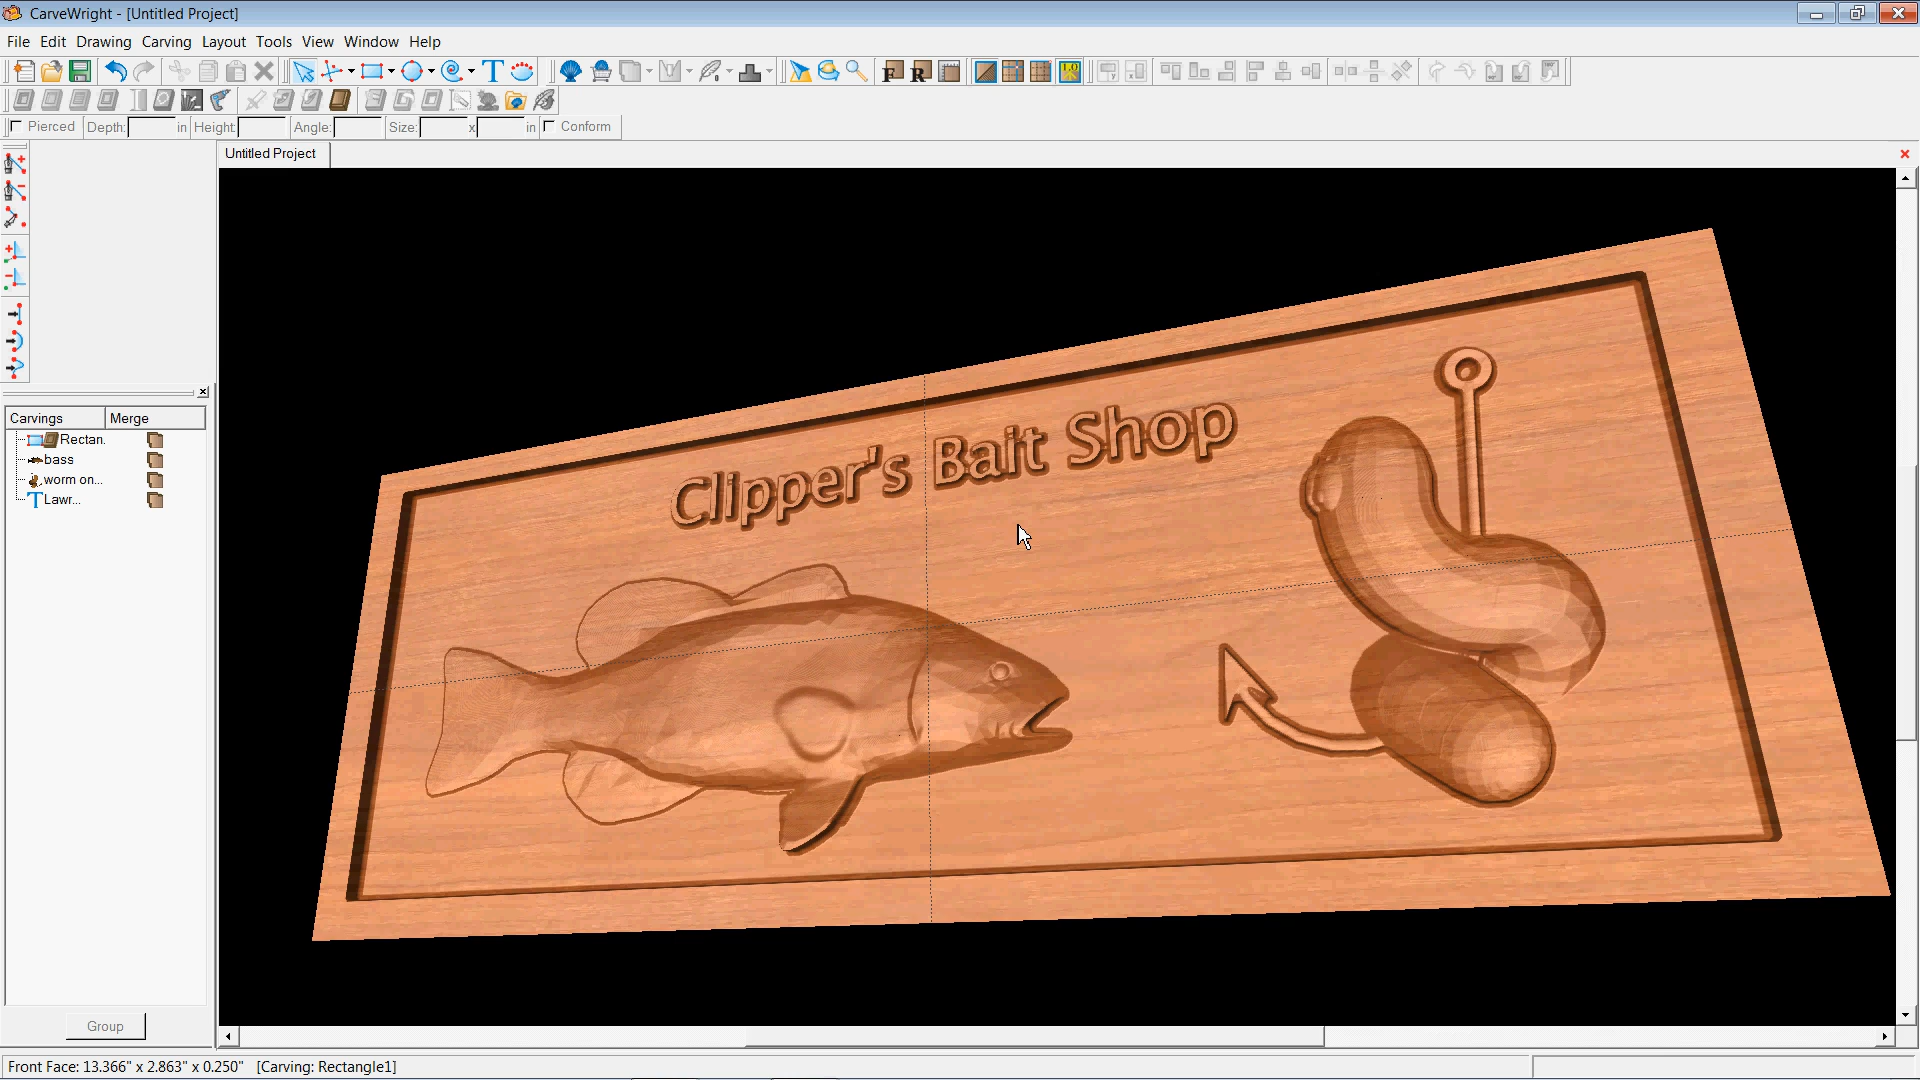 CarveWright - [Untitled Project]
File Edit Drawing Carving Layout Tools View Window Help
T F R 1.0
Pierced Depth: in Height: Angle: Size: x in Conform
Untitled Project
Carvings Merge
Rectan.
bass
worm on...
T Lawr...
Clipper's Bait Shop
Group
Front Face: 13.366" x 2.863" x 0.250" [Carving: Rectangle1]